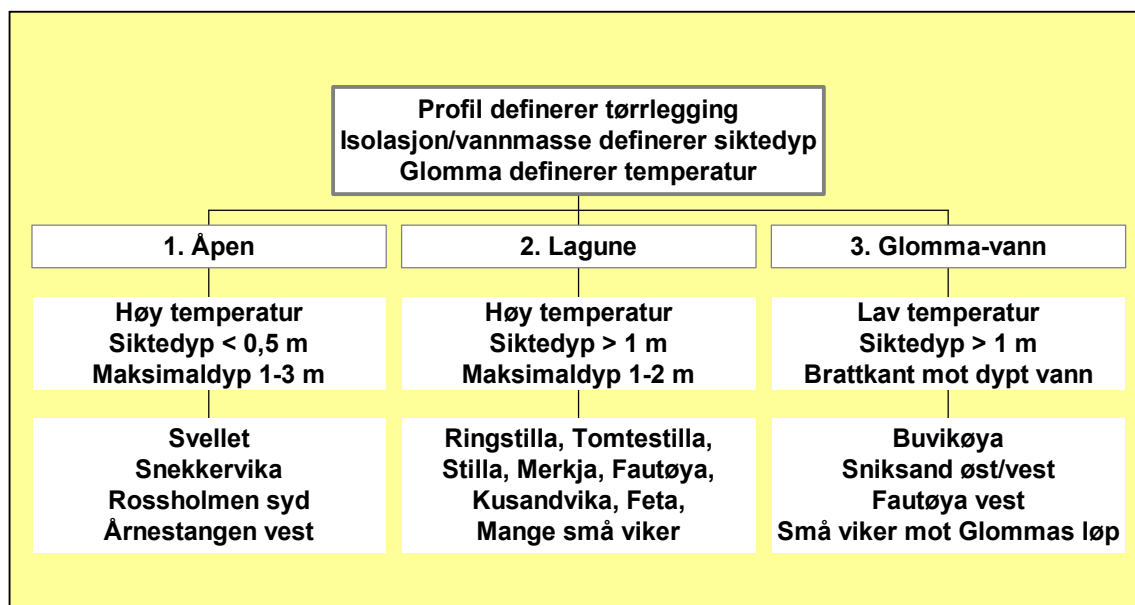 Profil definerer tørrlegging
Isolasjon/vannmasse definerer siktedyp
Glomma definerer temperatur
1. Åpen
Høy temperatur
Siktedyp < 0,5 m
Maksimaldyp 1-3 m
Svellet
Snekkervika
Rossholmen syd
Årnestangen vest
2. Lagune
Høy temperatur
Siktedyp > 1 m
Maksimaldyp 1-2 m
Ringstilla, Tomtestilla,
Stilla, Merkja, Fautøya,
Kusandvika, Feta,
Mange små viker
3. Glomma-vann
Lav temperatur
Siktedyp > 1 m
Brattkant mot dypt vann
Buvikøya
Sniksand øst/vest
Fautøya vest
Små viker mot Glommas løp